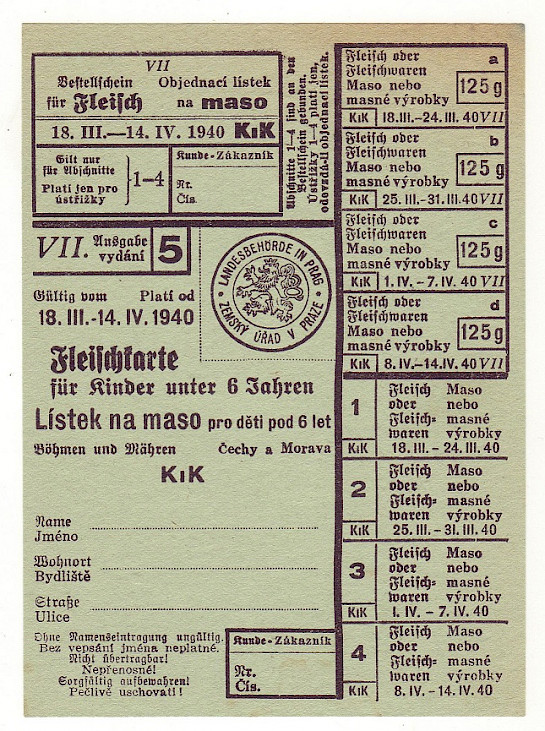 VII
Bestellschein Objednací lístek
für Fleisch na maso
18. III.—14. IV. 1940 KıK
Gilt nur
für Abschnitte
Platí jen pro
ústřižky
1–4
Kunde - Zákazník
Nr.
Čís.
Abschnitte 1–4 sind an den
Bestellschein gebunden.
Ústřižky 1–4 platí jen,
odevzdá-li objednací lístek.
VII. Ausgabe
vydání
5
LANDESBEHÖRDE IN PRAG
ZEMSKÝ ÚŘAD V PRAZE
Gültig vom Platí od
18. III.-14. IV. 1940
Fleischkarte
für Kinder unter 6 Jahren
Lístek na maso pro děti pod 6 let
Böhmen und Mähren Čechy a Morava
KıK
Name
Jméno
Wohnort
Bydliště
Straße
Ulice
Ohne Namenseintragung ungültig.
Bez vepsání jména neplatné.
Nicht übertragbar!
Nepřenosné!
Sorgfältig aufbewahren!
Pečlivě uschovati!
Kunde - Zákazník
Nr.
Čís.
Fleisch oder a
Fleischwaren
Maso nebo
masné výrobky
125 g
KıK 18.III.-24. III. 40 VII
Fleisch oder b
Fleischwaren
Maso nebo
masné výrobky
125 g
KıK 25. III.-31. III. 40 VII
Fleisch oder c
Fleischwaren
Maso nebo
masné výrobky
125 g
KıK 1. IV. - 7. IV. 40 VII
Fleisch oder d
Fleischwaren
Maso nebo
masné výrobky
125 g
KıK 8. IV.-14. IV. 40 VII
1
Fleisch Maso
oder nebo
Fleisch= masné
waren výrobky
KıK 18. III. - 24. III. 40
2
Fleisch Maso
oder nebo
Fleisch= masné
waren výrobky
KıK 25. III. - 31. III. 40
3
Fleisch Maso
oder nebo
Fleisch= masné
waren výrobky
KıK 1. IV. - 7. IV. 40
4
Fleisch Maso
oder nebo
Fleisch= masné
waren výrobky
KıK 8. IV. - 14. IV. 40